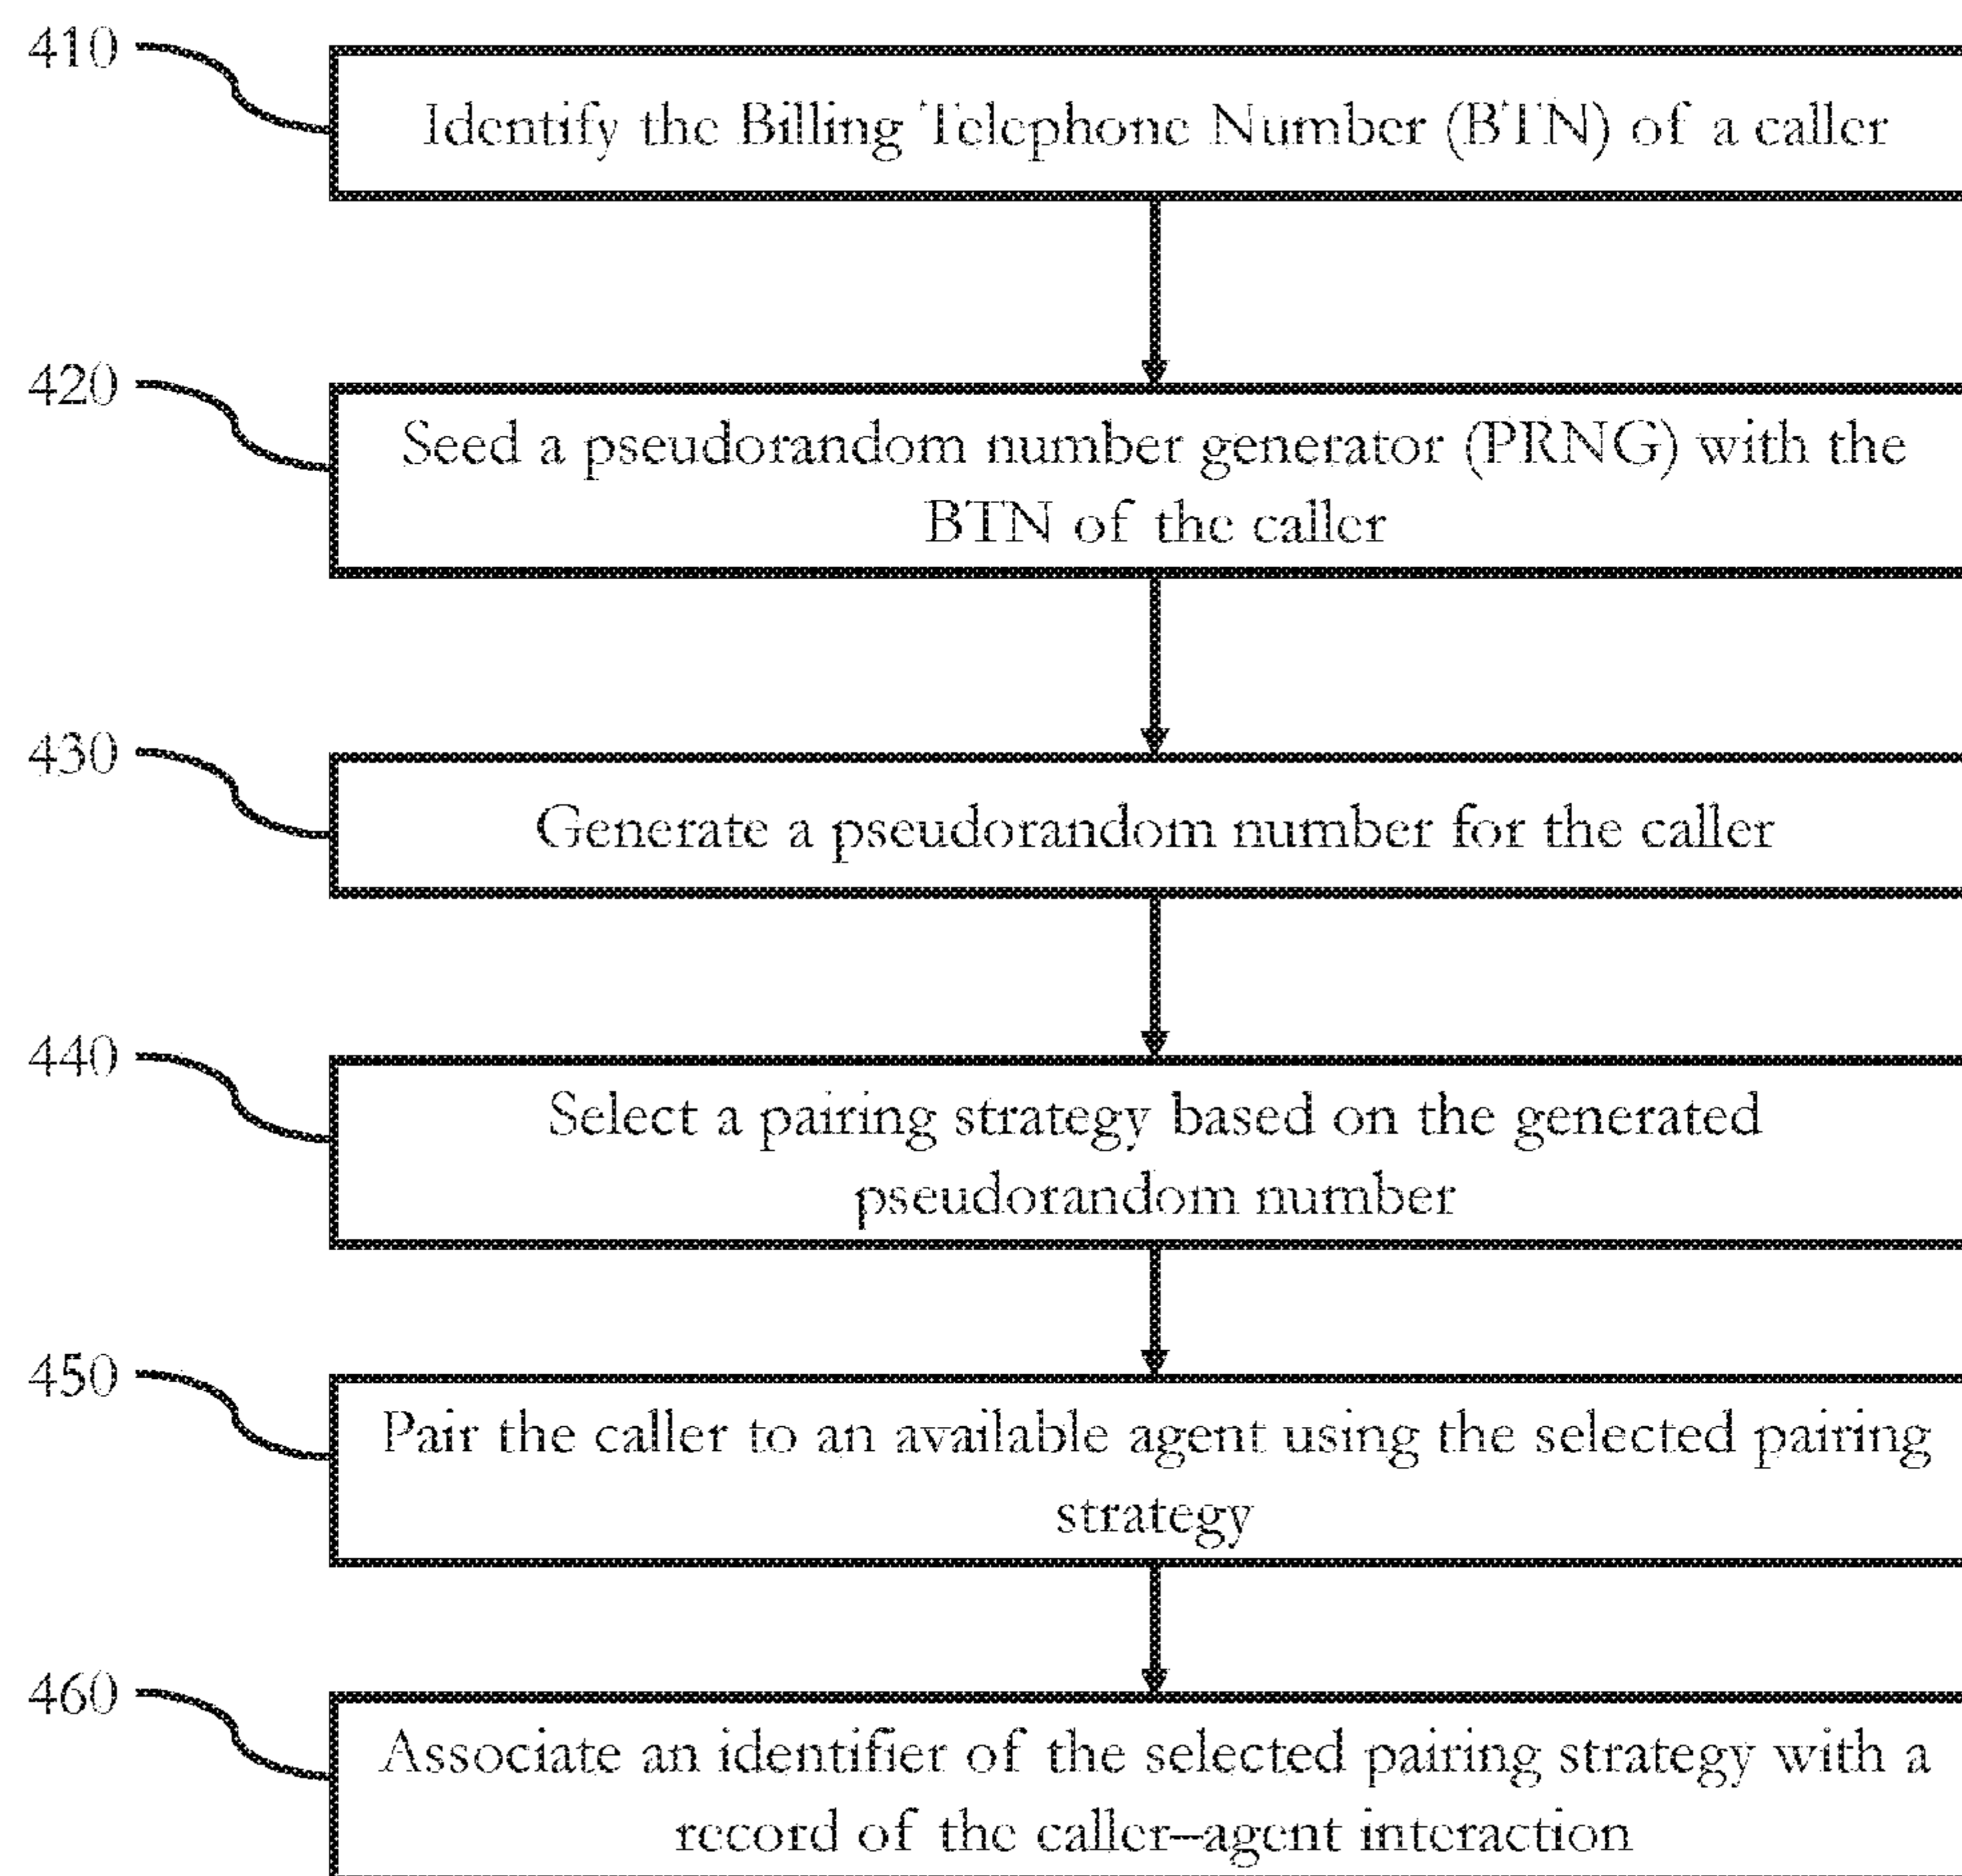 410
Identify the Billing Telephone Number (BTN) of a caller
420
Seed a pseudorandom number generator (PRNG) with the
BTN of the caller
430
Generate a pseudorandom number for the caller
440
Select a pairing strategy based on the generated
pseudorandom number
450
Pair the caller to an available agent using the selected pairing
strategy
460
Associate an identifier of the selected pairing strategy with a
record of the caller–agent interaction